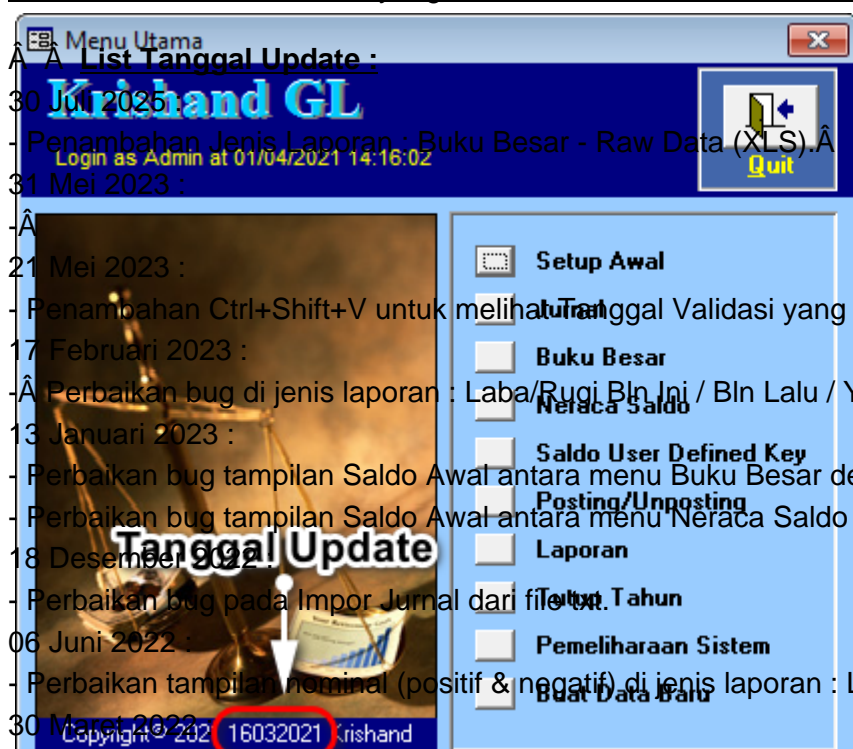 Menu Utama
Â Â List Tanggal Update :
Krishand GL
30 Juli 2025 :
- Penambahan Jenis Laporan : Buku Besar - Raw Data (XLS).Â
Login as Admin at 01/04/2021 14:16:02
Quit
31 Mei 2023 :
-Â
21 Mei 2023 :
Setup Awal
- Penambahan Ctrl+Shift+V untuk melihat Tanggal Validasi yang
Jurnal
17 Februari 2023 :
Buku Besar
-Â Perbaikan bug di jenis laporan : Laba/Rugi Bln Ini / Bln Lalu / Y
Neraca Saldo
13 Januari 2023 :
Saldo User Defined Key
- Perbaikan bug tampilan Saldo Awal antara menu Buku Besar de
Posting/Unposting
- Perbaikan bug tampilan Saldo Awal antara menu Neraca Saldo
Tanggal Update
18 Desember 2022 :
Laporan
- Perbaikan bug pada Impor Jurnal dari file txt.
Tutup Tahun
06 Juni 2022 :
Pemeliharaan Sistem
- Perbaikan tampilan nominal (positif & negatif) di jenis laporan : L
Buat Data Baru
30 Maret 2022
Copyright © 202 16032021 Krishand